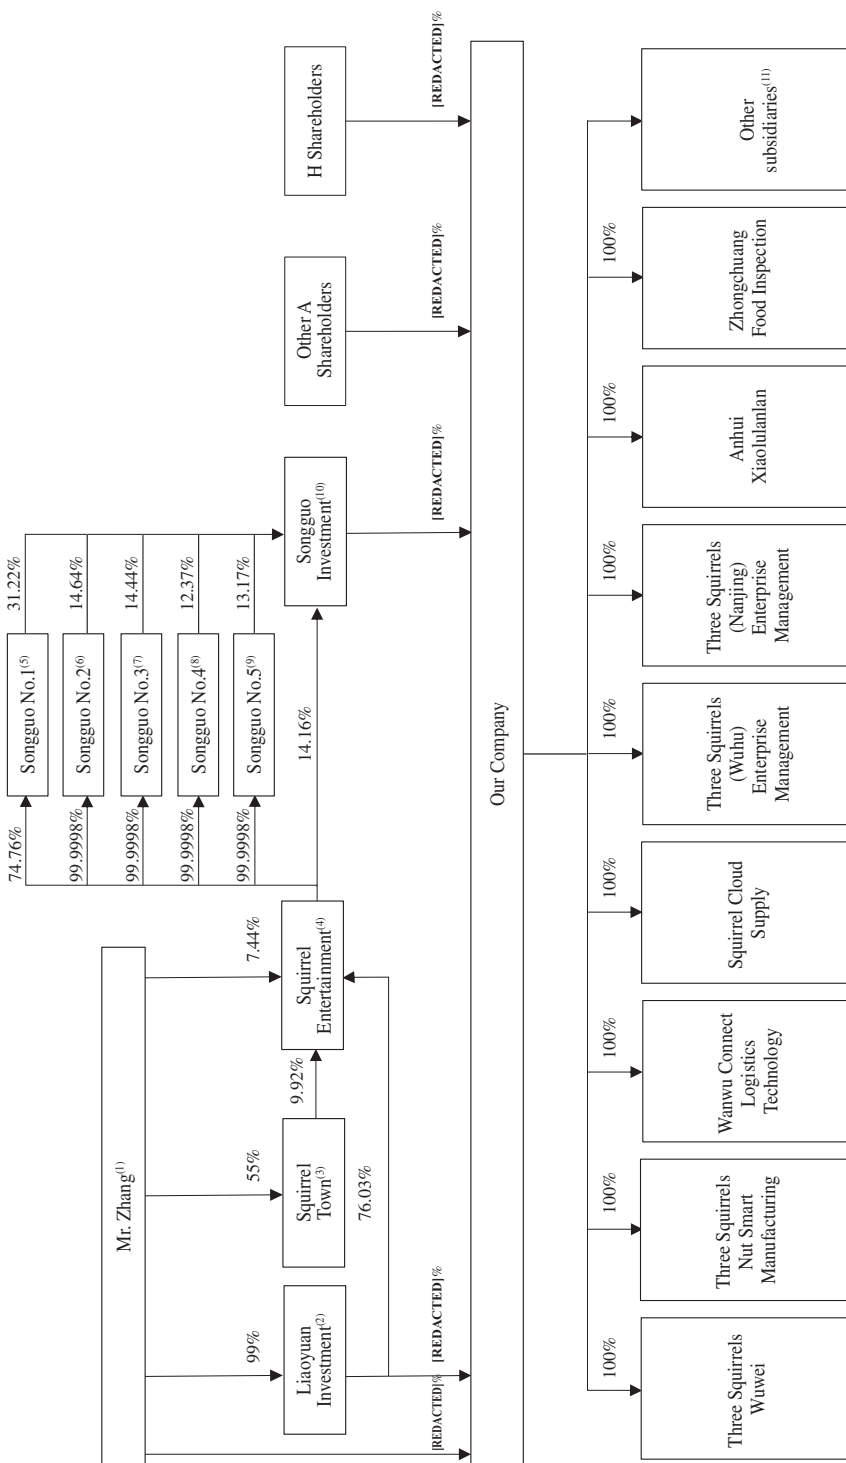 Mr. Zhang(1)
99%
55%
7.44%
Liaoyuan
Investment(2)
Squirrel
Town(3)
9.92%
Squirrel
Entertainment(4)
76.03%
74.76%
99.9998%
99.9998%
99.9998%
99.9998%
Songguo No.1(5)
Songguo No.2(6)
Songguo No.3(7)
Songguo No.4(8)
Songguo No.5(9)
31.22%
14.64%
14.44%
12.37%
13.17%
14.16%
Songguo
Investment(10)
Other A
Shareholders
H Shareholders
[REDACTED]%
[REDACTED]%
[REDACTED]%
[REDACTED]%
[REDACTED]%
Our Company
100%
100%
100%
100%
100%
100%
100%
100%
Three Squirrels
Wuwei
Three Squirrels
Nut Smart
Manufacturing
Wanwu Connect
Logistics
Technology
Squirrel Cloud
Supply
Three Squirrels
(Wuhu)
Enterprise
Management
Three Squirrels
(Nanjing)
Enterprise
Management
Anhui
Xiaolulanlan
Zhongchuang
Food Inspection
Other
subsidiaries(11)